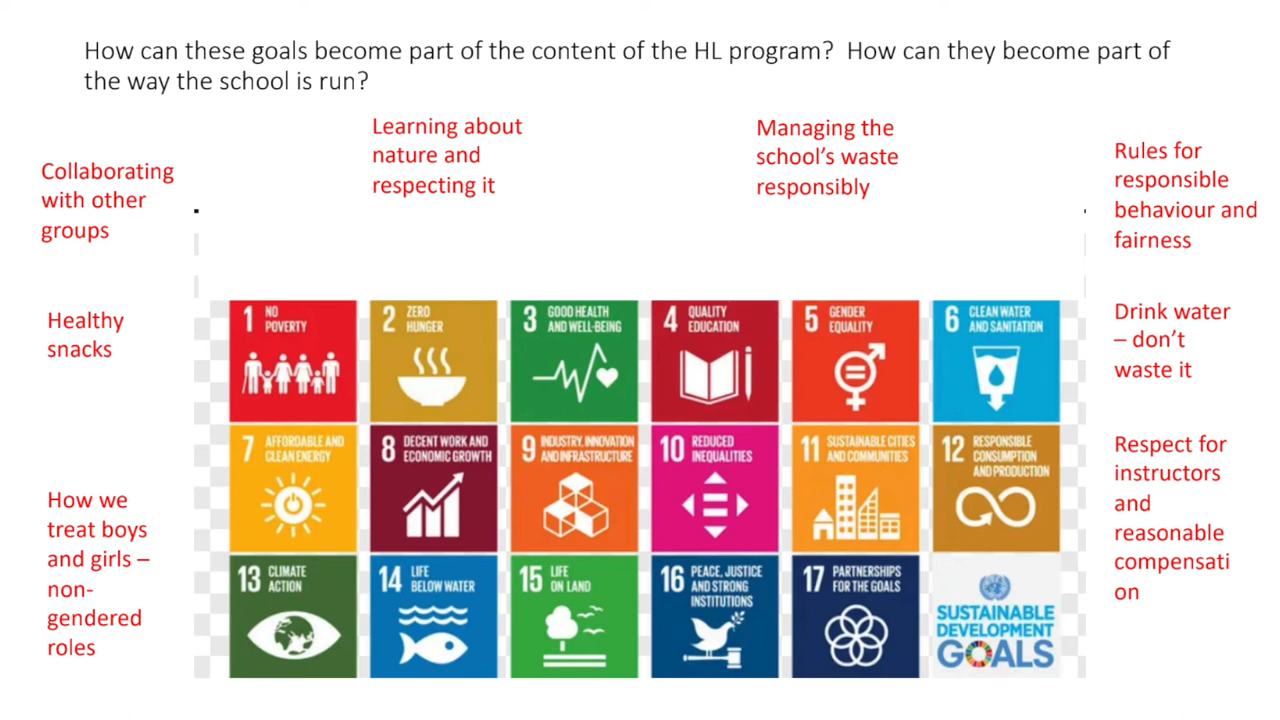 How can these goals become part of the content of the HL program?  How can they become part of
the way the school is run?
Learning about
nature and
respecting it
Managing the
school's waste
responsibly
Collaborating
with other
groups
Rules for
responsible
behaviour and
fairness
Healthy
snacks
Drink water
– don't
waste it
How we
treat boys
and girls –
non-
gendered
roles
Respect for
instructors
and
reasonable
compensati
on
1 NO
POVERTY
2 ZERO
HUNGER
3 GOOD HEALTH
AND WELL-BEING
4 QUALITY
EDUCATION
5 GENDER
EQUALITY
6 CLEAN WATER
AND SANITATION
7 AFFORDABLE AND
CLEAN ENERGY
8 DECENT WORK AND
ECONOMIC GROWTH
9 INDUSTRY, INNOVATION
AND INFRASTRUCTURE
10 REDUCED
INEQUALITIES
11 SUSTAINABLE CITIES
AND COMMUNITIES
12 RESPONSIBLE
CONSUMPTION
AND PRODUCTION
13 CLIMATE
ACTION
14 LIFE
BELOW WATER
15 LIFE
ON LAND
16 PEACE, JUSTICE
AND STRONG
INSTITUTIONS
17 PARTNERSHIPS
FOR THE GOALS
SUSTAINABLE
DEVELOPMENT
GOALS